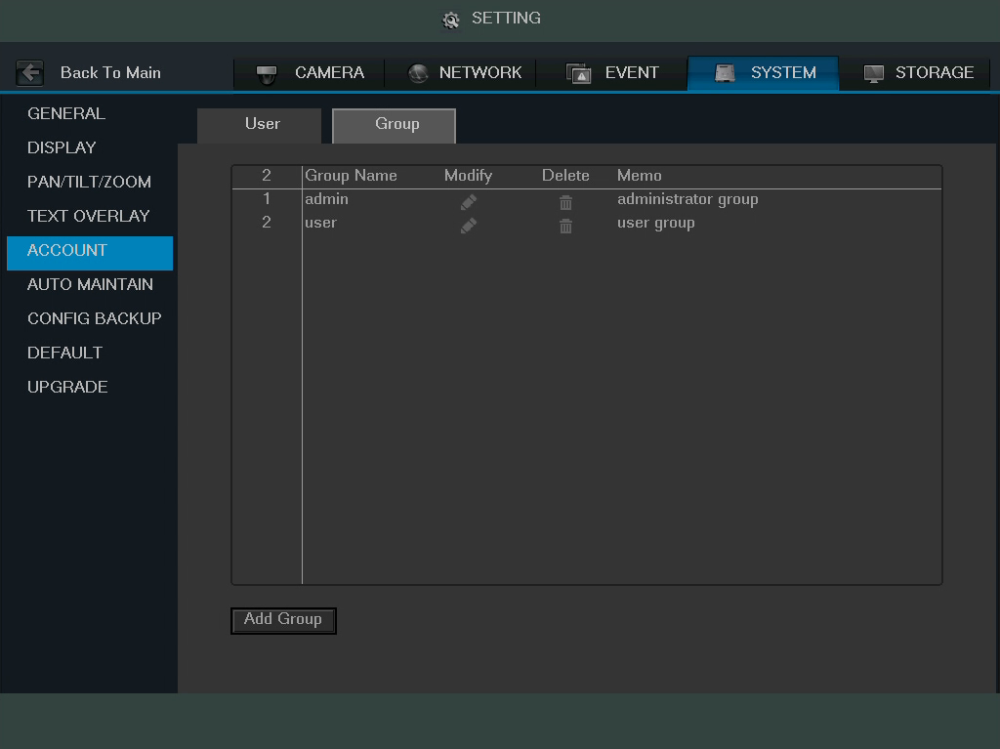 SETTING
Back To Main
CAMERA
NETWORK
EVENT
SYSTEM
STORAGE
GENERAL
DISPLAY
PAN/TILT/ZOOM
TEXT OVERLAY
ACCOUNT
AUTO MAINTAIN
CONFIG BACKUP
DEFAULT
UPGRADE
User
Group
2 Group Name Modify Delete Memo
1 admin administrator group
2 user user group
Add Group